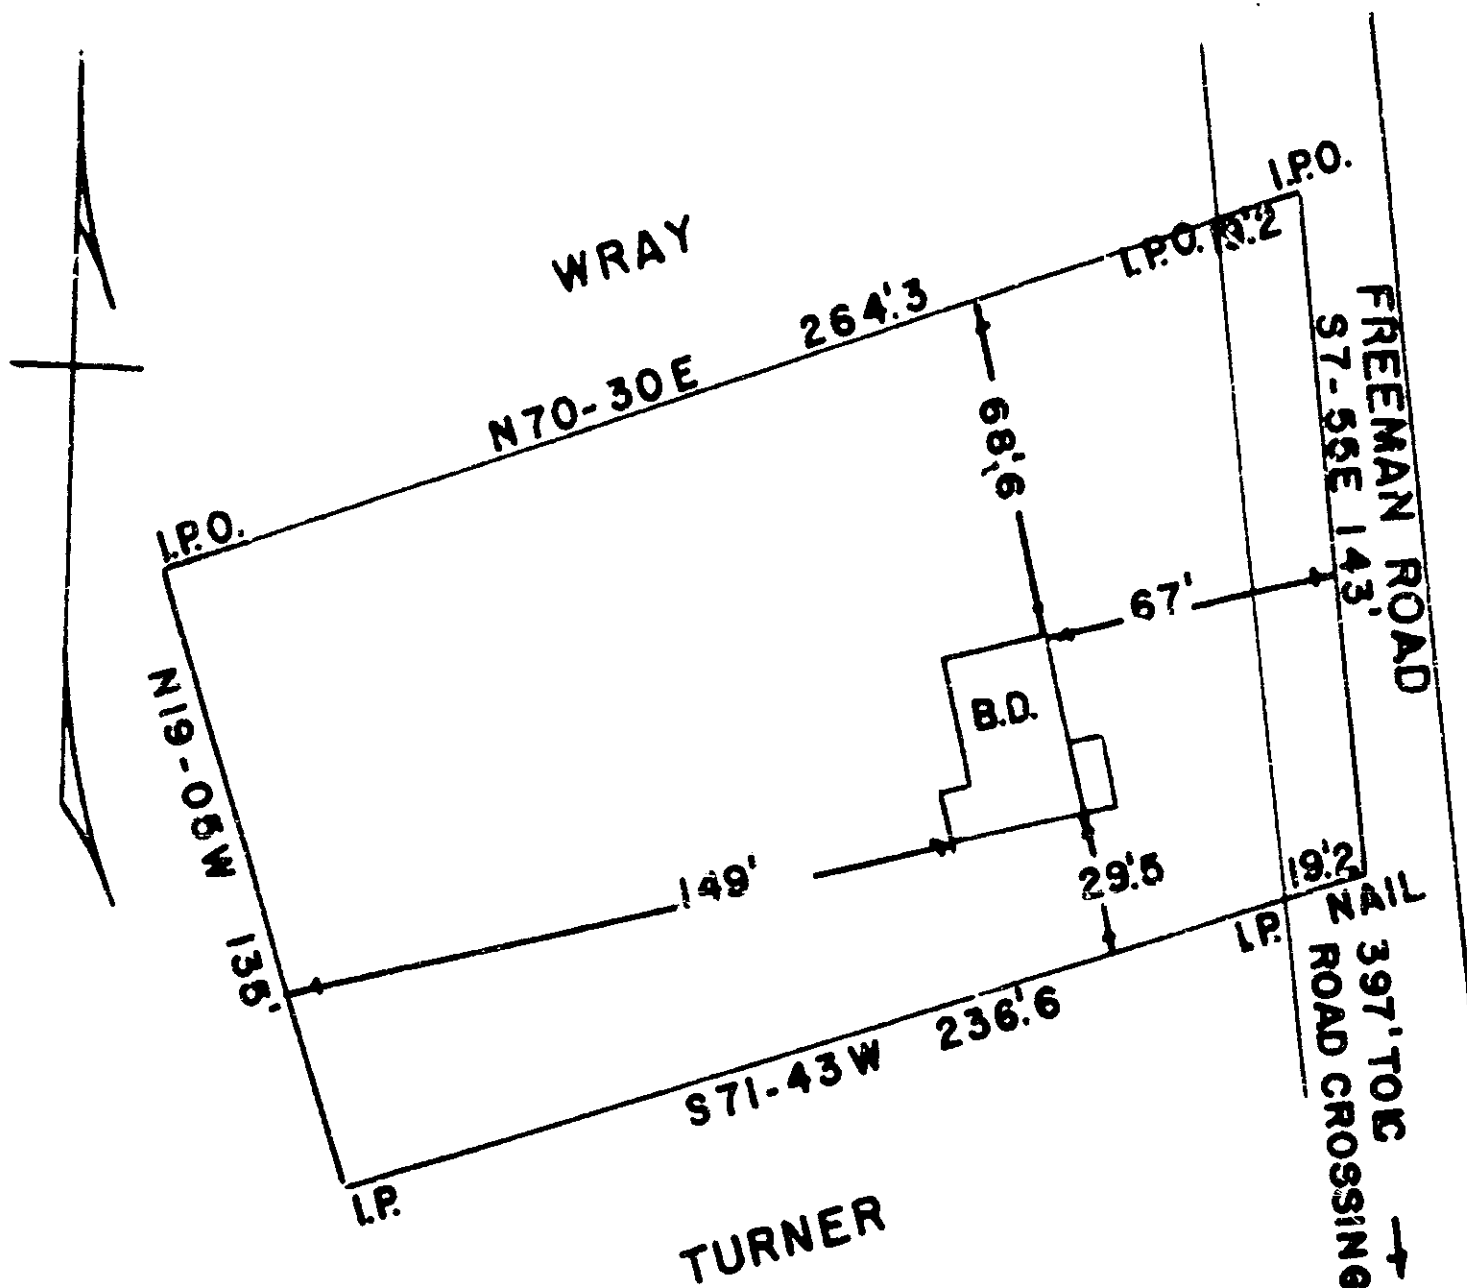 I.P.O.
WRAY
I.P.O. 19'.2
264'.3
N70-30E
FREEMAN ROAD
S7-55E 143'
68'.6
I.P.O.
67'
N19-05W 135'
B.D.
149'
29'.5
19'.2
NAIL
I.P.
236'.6
S71-43W
397' TO IC
ROAD CROSSING
I.P.
TURNER